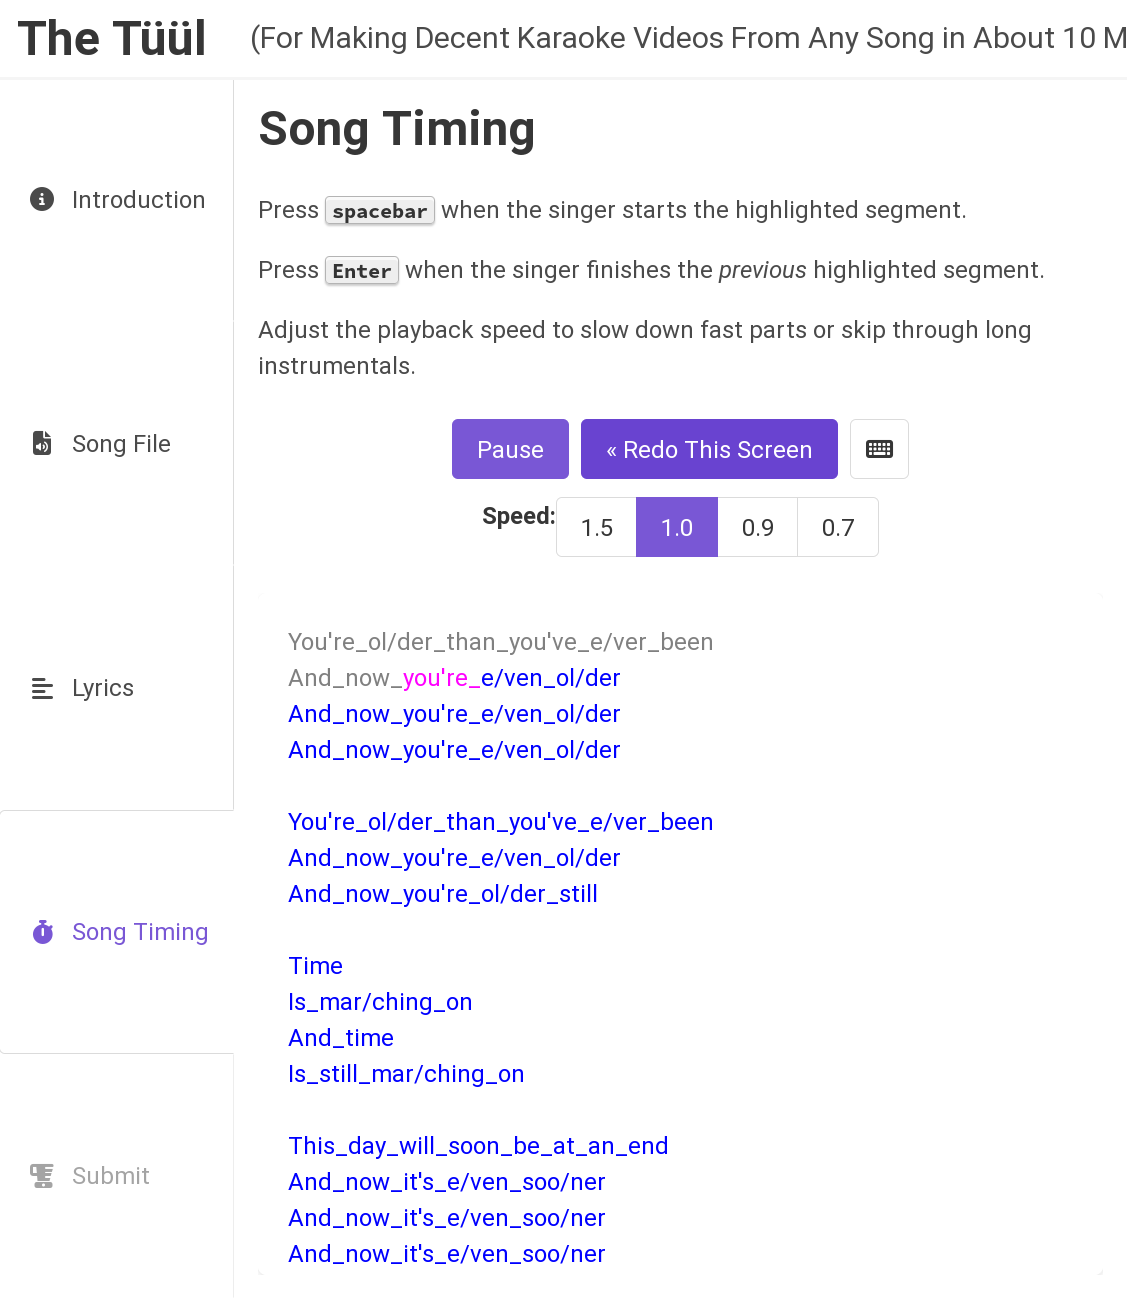 The Tüül
(For Making Decent Karaoke Videos From Any Song in About 10 M
Introduction
Song File
Lyrics
Song Timing
Submit
Song Timing
Press spacebar when the singer starts the highlighted segment.
Press Enter when the singer finishes the previous highlighted segment.
Adjust the playback speed to slow down fast parts or skip through long
instrumentals.
Pause
« Redo This Screen
Speed: 1.5 1.0 0.9 0.7
You're_ol/der_than_you've_e/ver_been
And_now_you're_e/ven_ol/der
And_now_you're_e/ven_ol/der
And_now_you're_e/ven_ol/der
You're_ol/der_than_you've_e/ver_been
And_now_you're_e/ven_ol/der
And_now_you're_ol/der_still
Time
Is_mar/ching_on
And_time
Is_still_mar/ching_on
This_day_will_soon_be_at_an_end
And_now_it's_e/ven_soo/ner
And_now_it's_e/ven_soo/ner
And_now_it's_e/ven_soo/ner